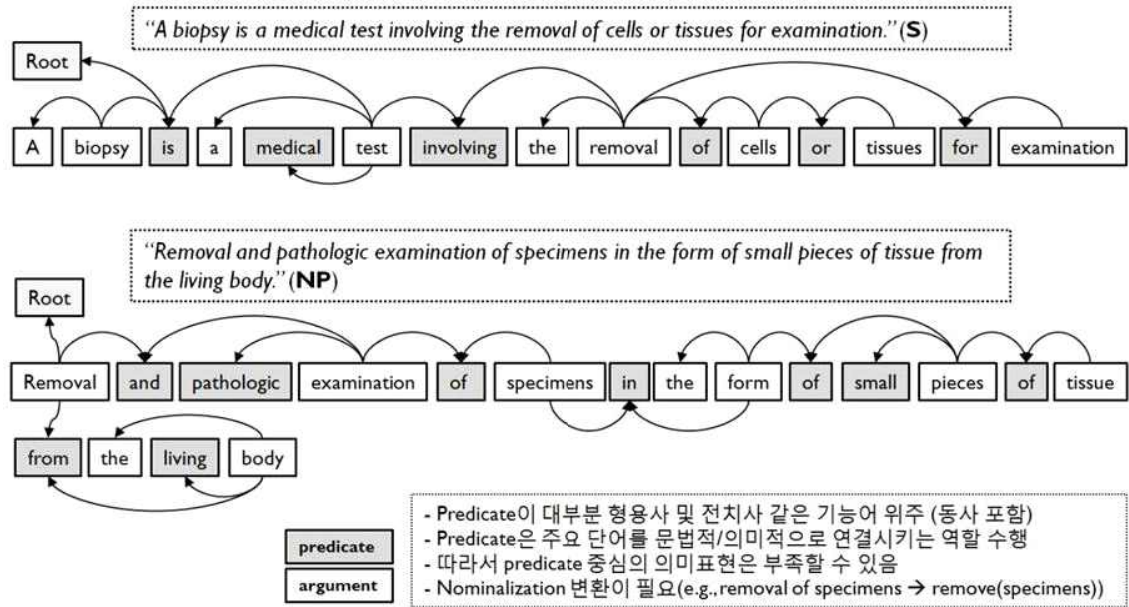 “A biopsy is a medical test involving the removal of cells or tissues for examination.” (S)
Root
A biopsy is a medical test involving the removal of cells or tissues for examination
“Removal and pathologic examination of specimens in the form of small pieces of tissue from
the living body.” (NP)
Root
Removal and pathologic examination of specimens in the form of small pieces of tissue
from the living body
predicate
argument
- Predicate이 대부분 형용사 및 전치사 같은 기능어 위주 (동사 포함)
- Predicate은 주요 단어를 문법적/의미적으로 연결시키는 역할 수행
- 따라서 predicate 중심의 의미표현은 부족할 수 있음
- Nominalization 변환이 필요(e.g., removal of specimens → remove(specimens))